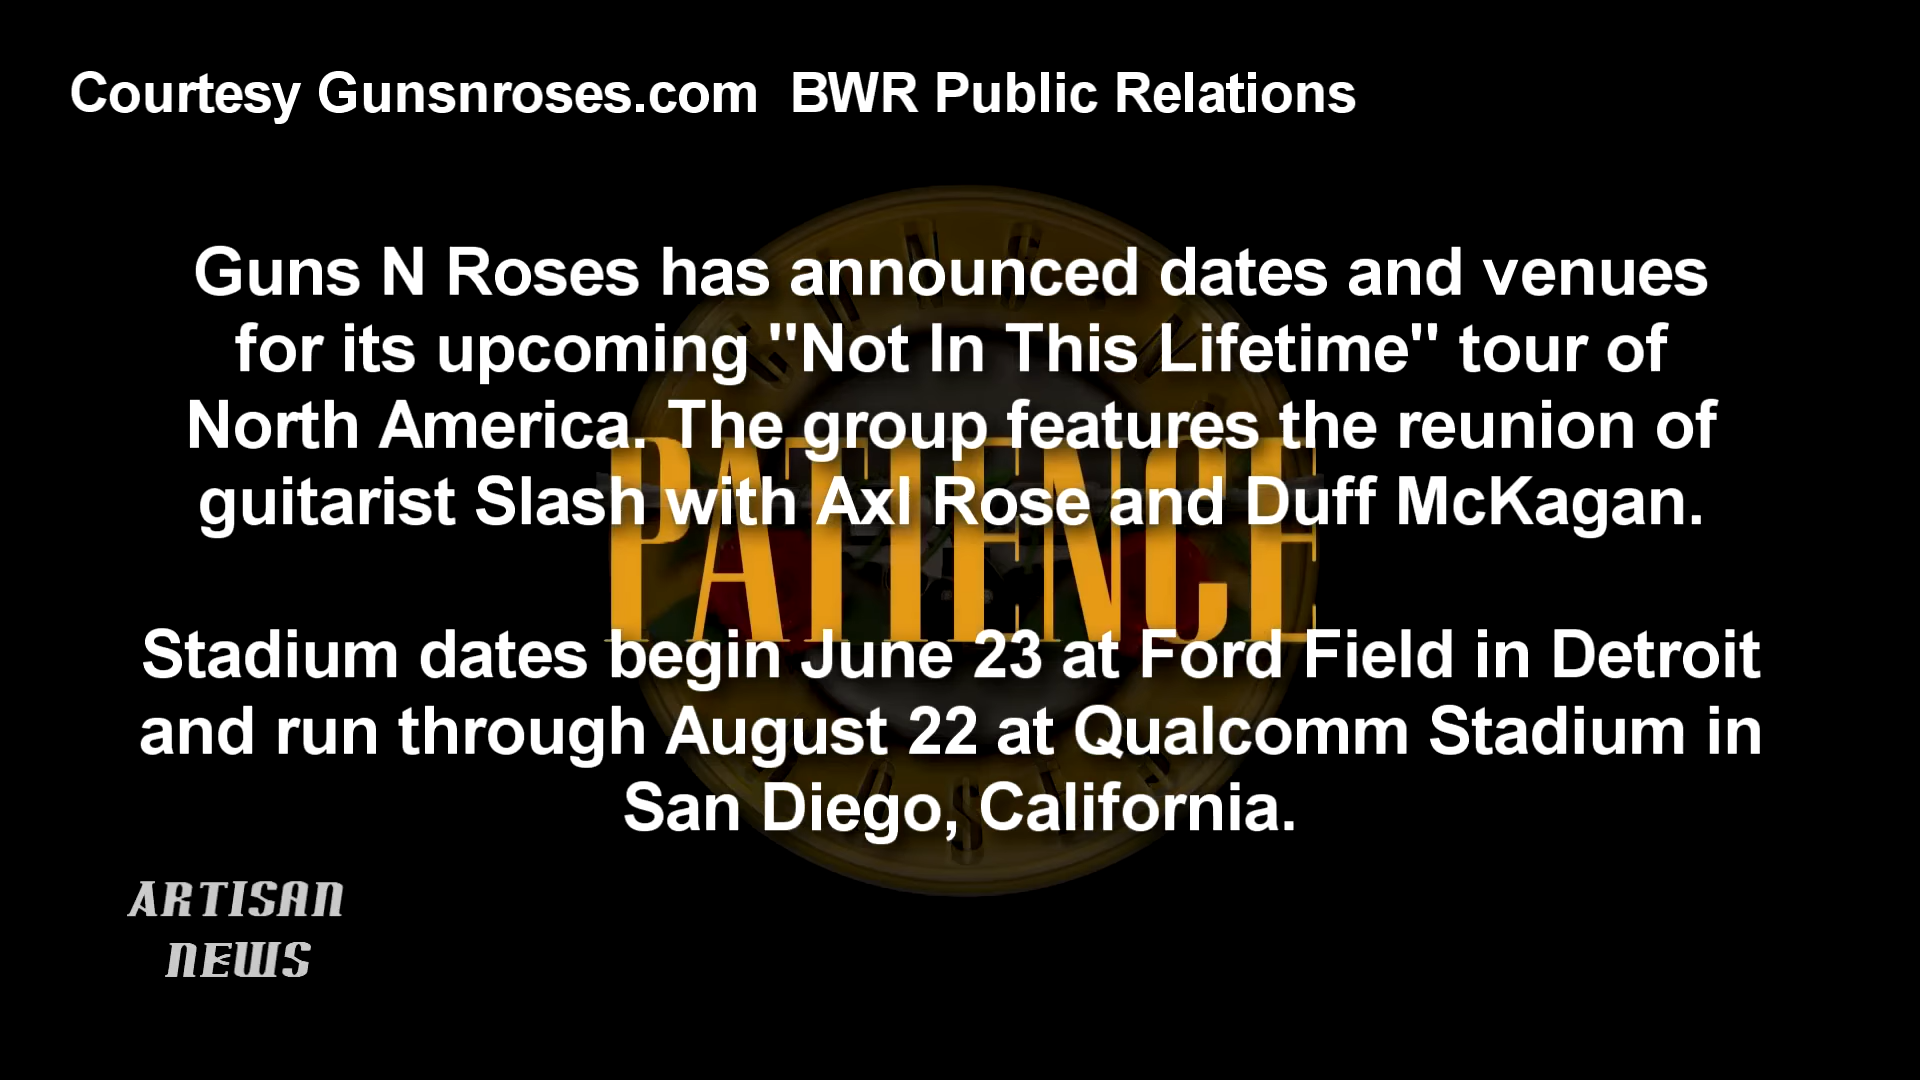 Courtesy Gunsnroses.com  BWR Public Relations
Guns N Roses has announced dates and venues
for its upcoming "Not In This Lifetime" tour of
North America. The group features the reunion of
guitarist Slash with Axl Rose and Duff McKagan.
PATIENCE
Stadium dates begin June 23 at Ford Field in Detroit
and run through August 22 at Qualcomm Stadium in
San Diego, California.
ARTISAN
NEWS